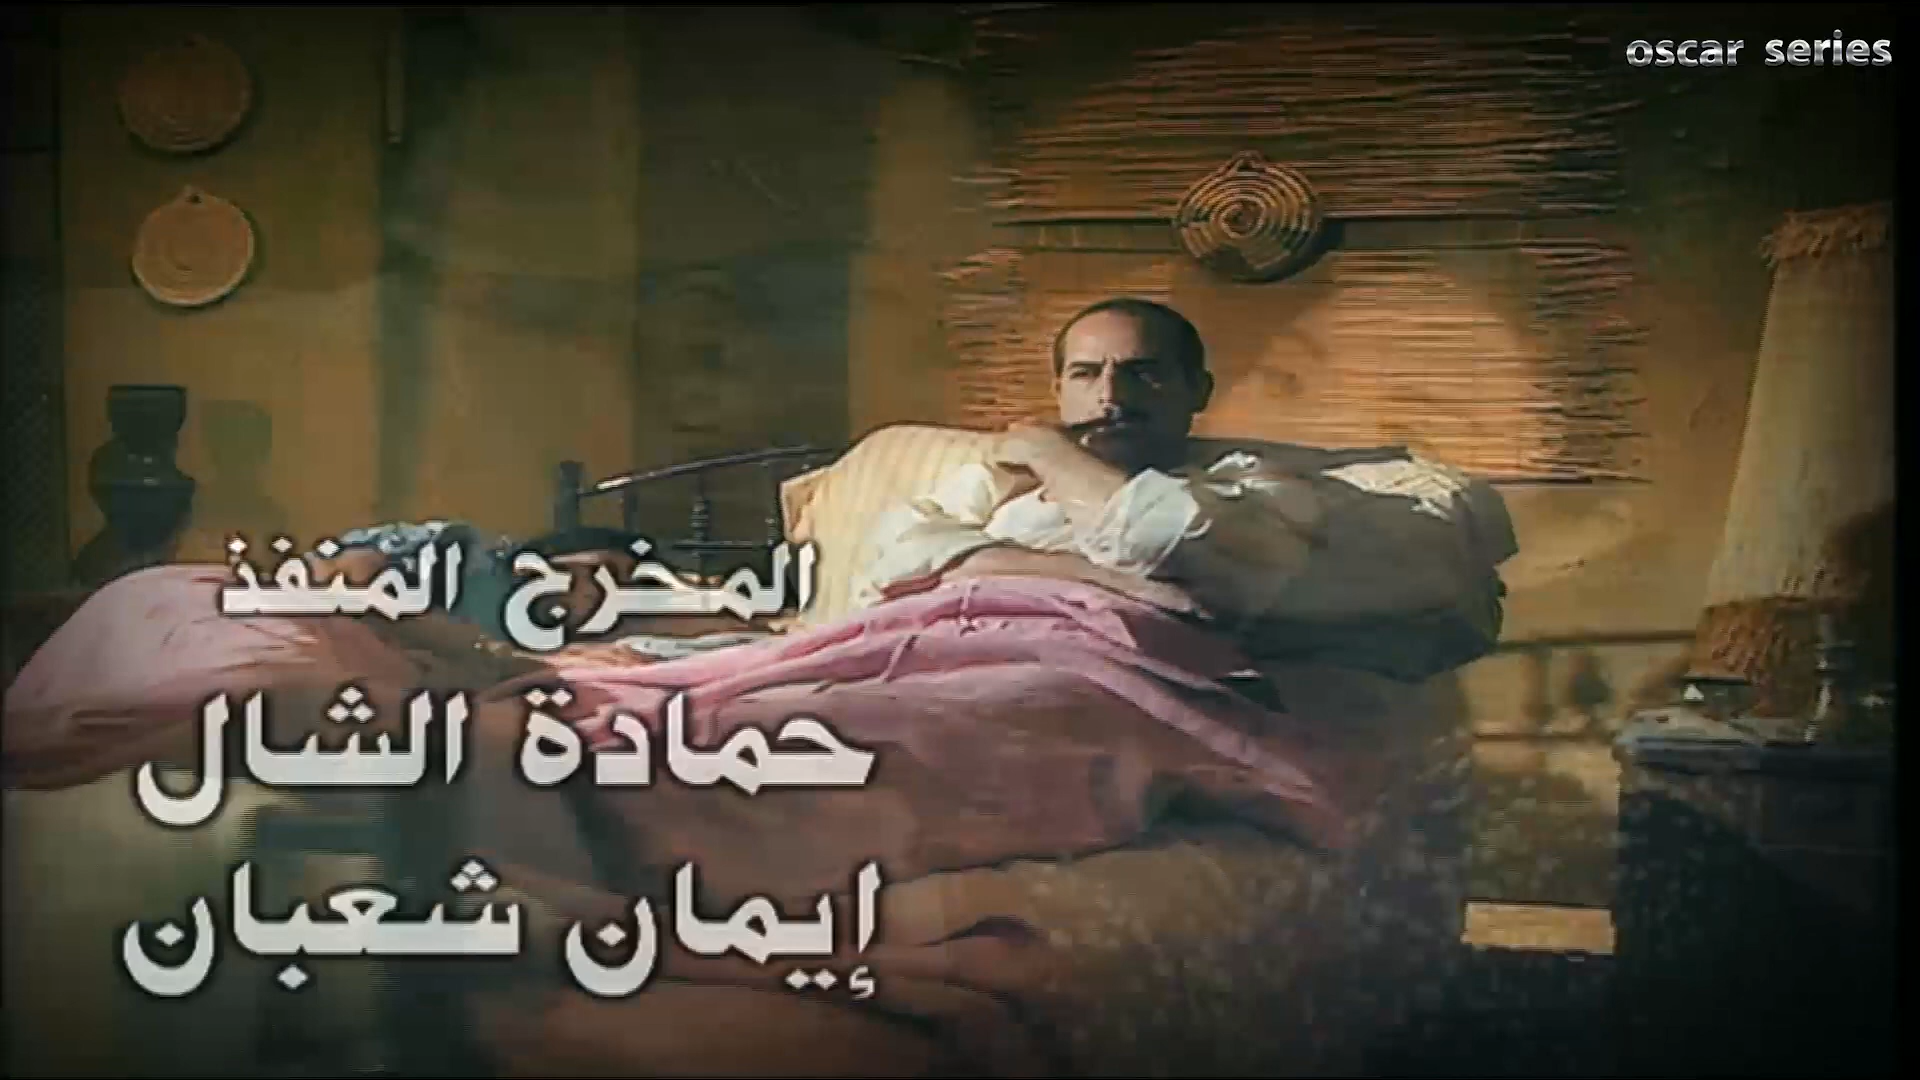 oscar series
المخرج المنفذ
حمادة الشال
إيمان شعبان